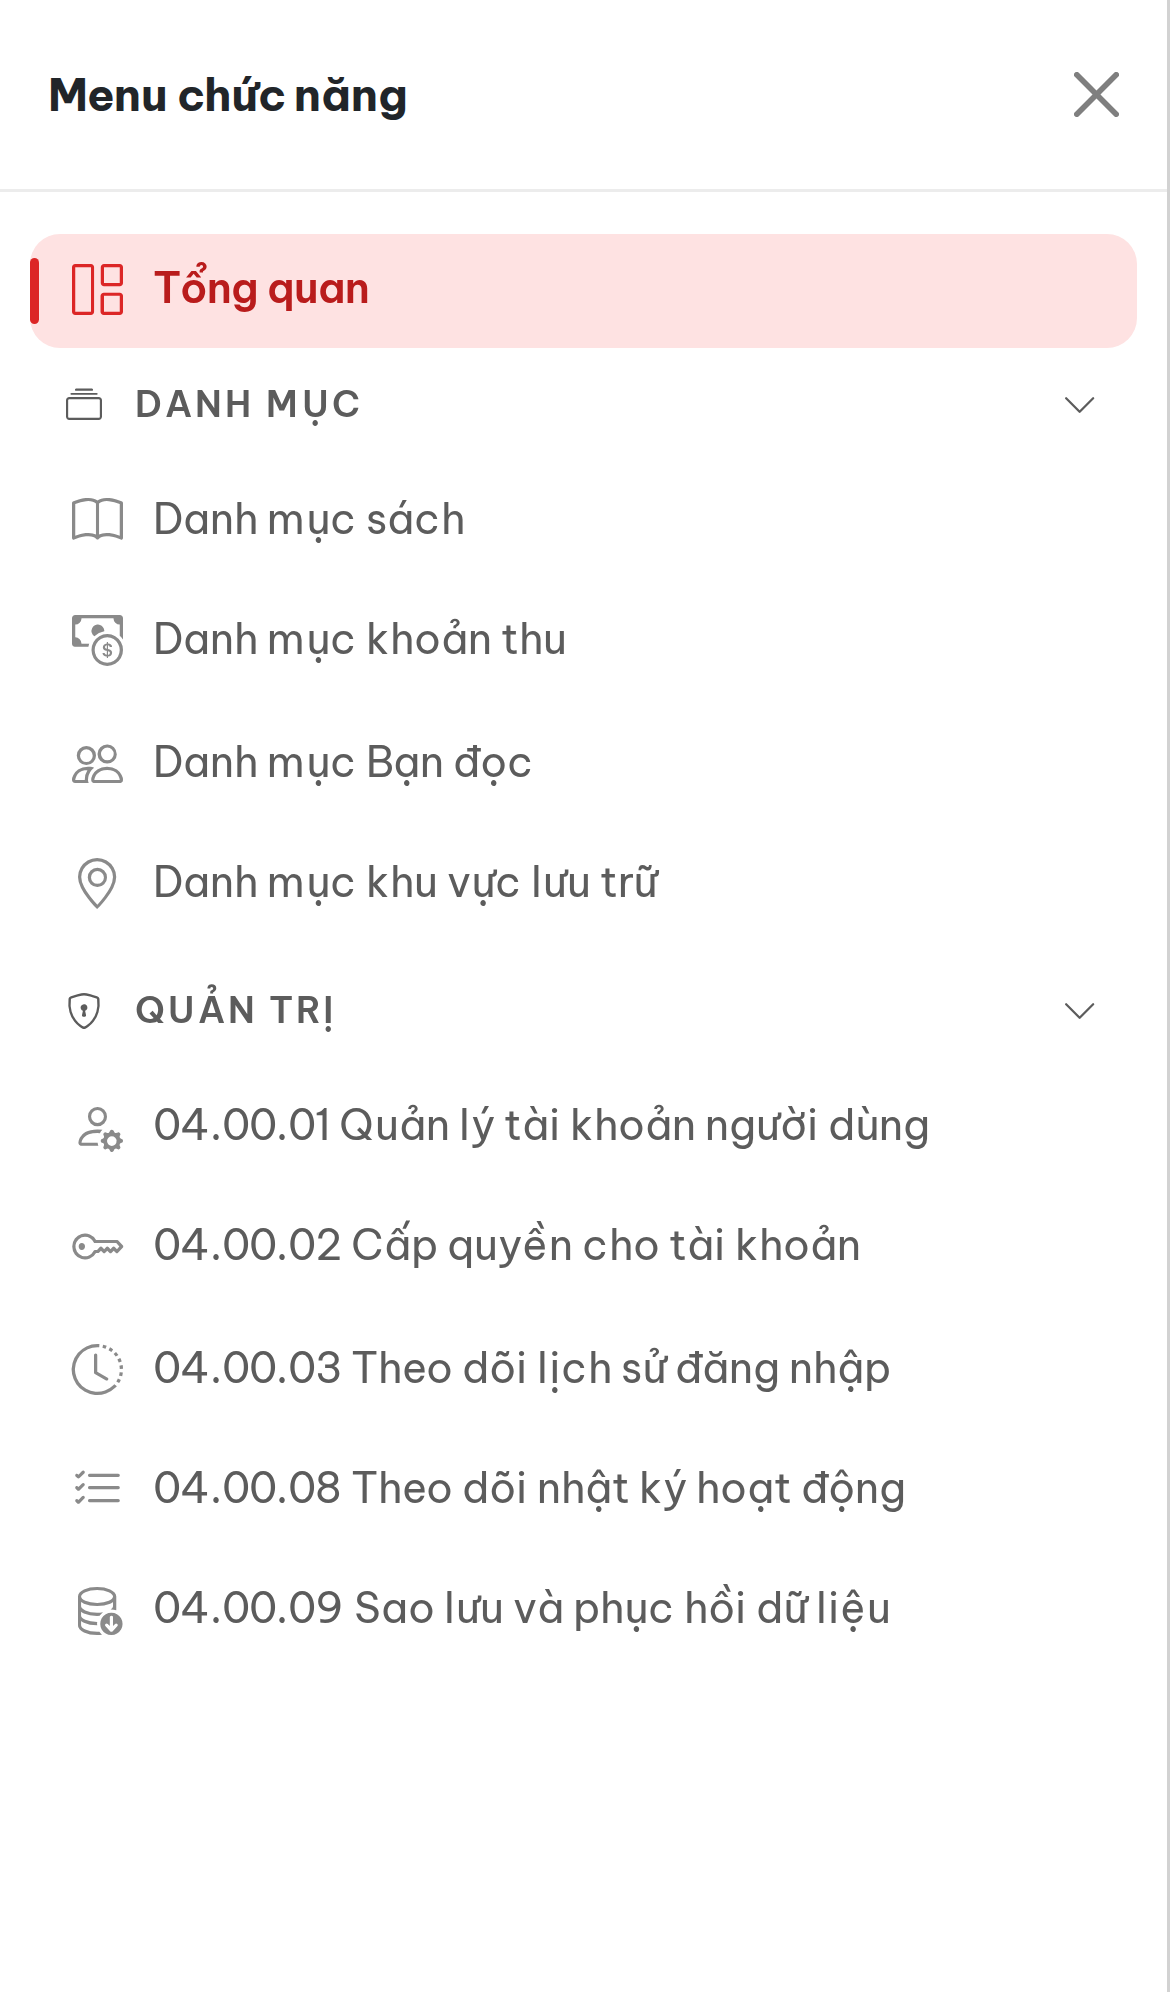 Menu chức năng
Tổng quan
DANH MỤC
Danh mục sách
Danh mục khoản thu
Danh mục Bạn đọc
Danh mục khu vực lưu trữ
QUẢN TRỊ
04.00.01 Quản lý tài khoản người dùng
04.00.02 Cấp quyền cho tài khoản
04.00.03 Theo dõi lịch sử đăng nhập
04.00.08 Theo dõi nhật ký hoạt động
04.00.09 Sao lưu và phục hồi dữ liệu